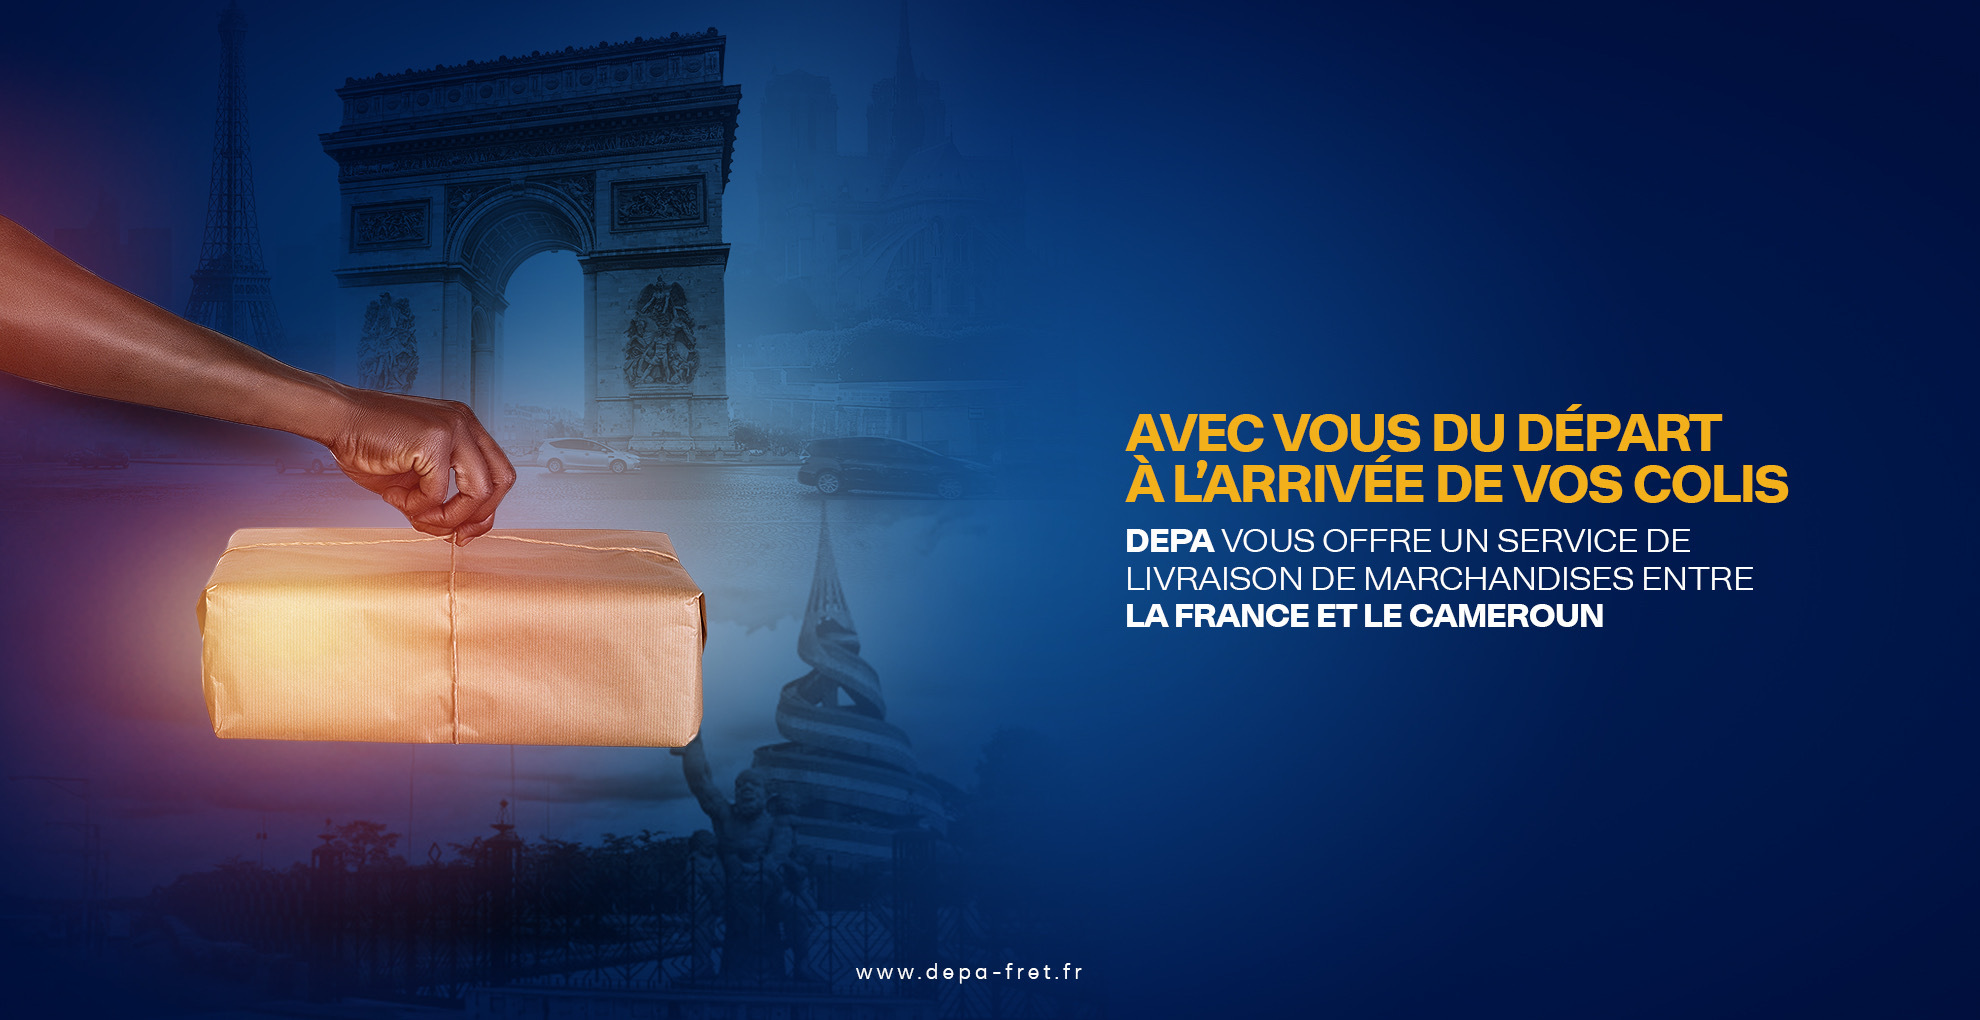 AVEC VOUS DU DÉPART
À L'ARRIVÉE DE VOS COLIS
DEPA VOUS OFFRE UN SERVICE DE
LIVRAISON DE MARCHANDISES ENTRE
LA FRANCE ET LE CAMEROUN
www.depa-fret.fr